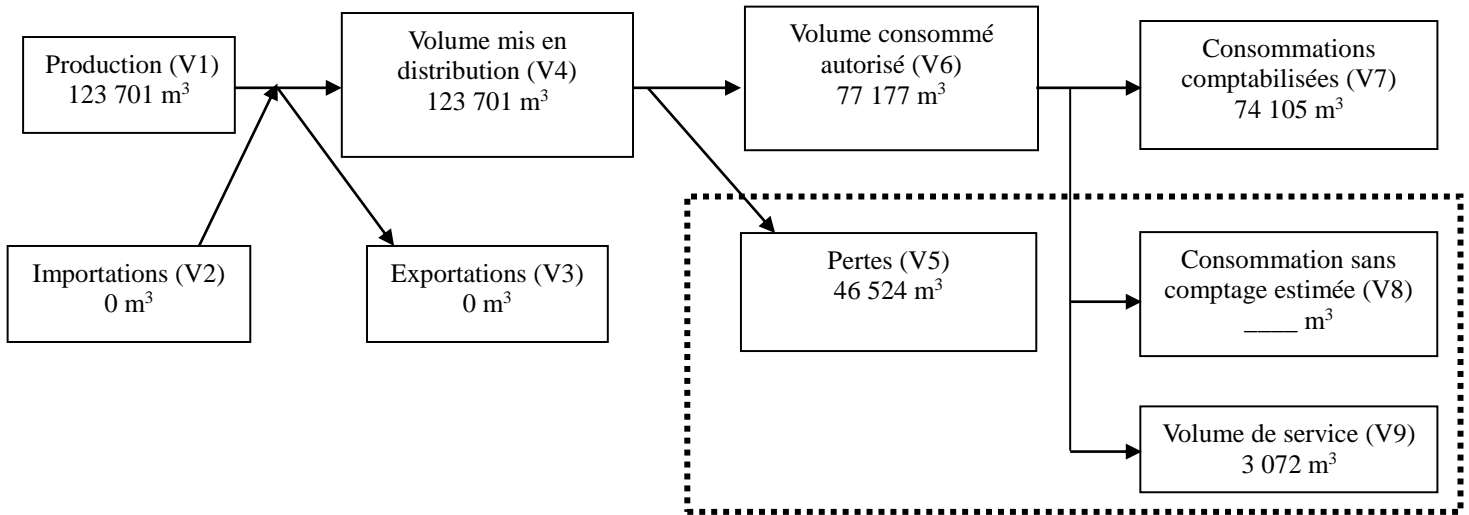 Production (V1)
123 701 m³
Volume mis en
distribution (V4)
123 701 m³
Volume consommé
autorisé (V6)
77 177 m³
Consommations
comptabilisées (V7)
74 105 m³
Importations (V2)
0 m³
Exportations (V3)
0 m³
Pertes (V5)
46 524 m³
Consommation sans
comptage estimée (V8)
____ m³
Volume de service (V9)
3 072 m³